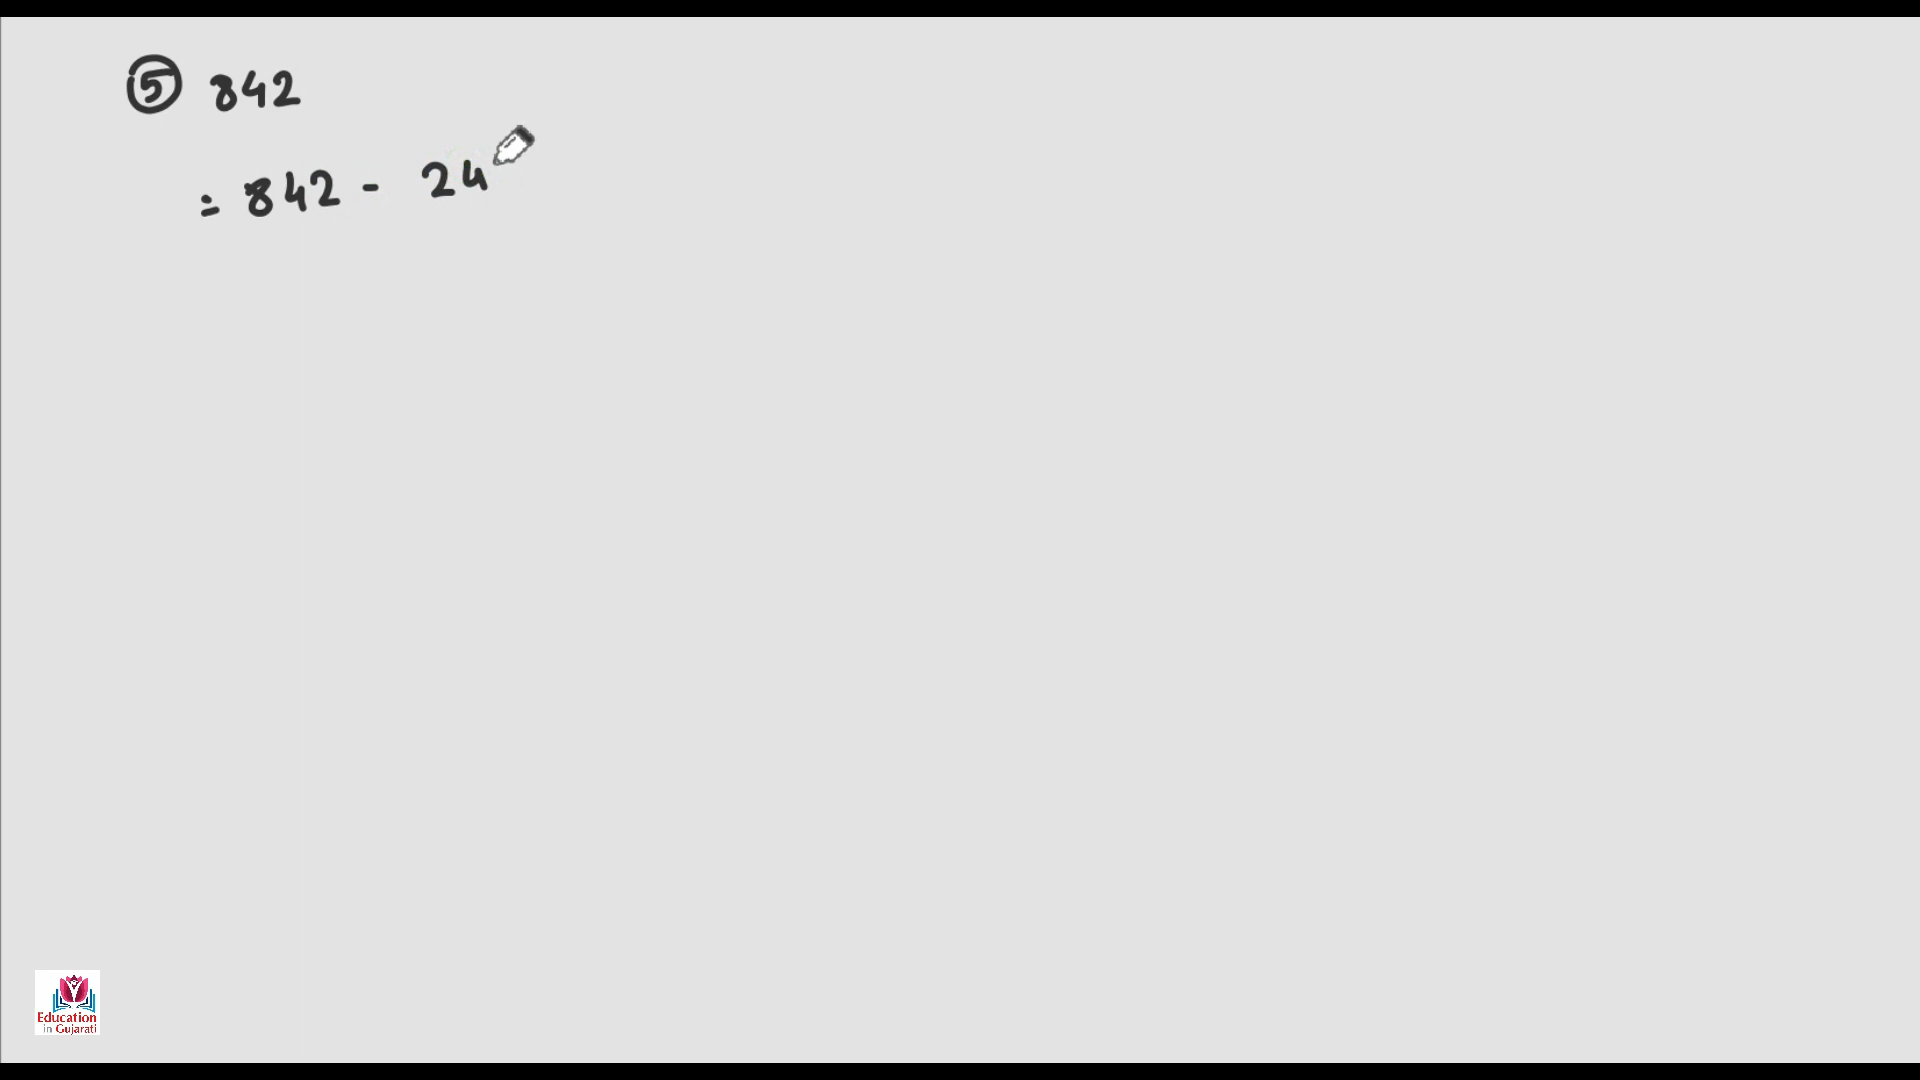 ⑤ 842
= 842 - 24
Education
in Gujarati